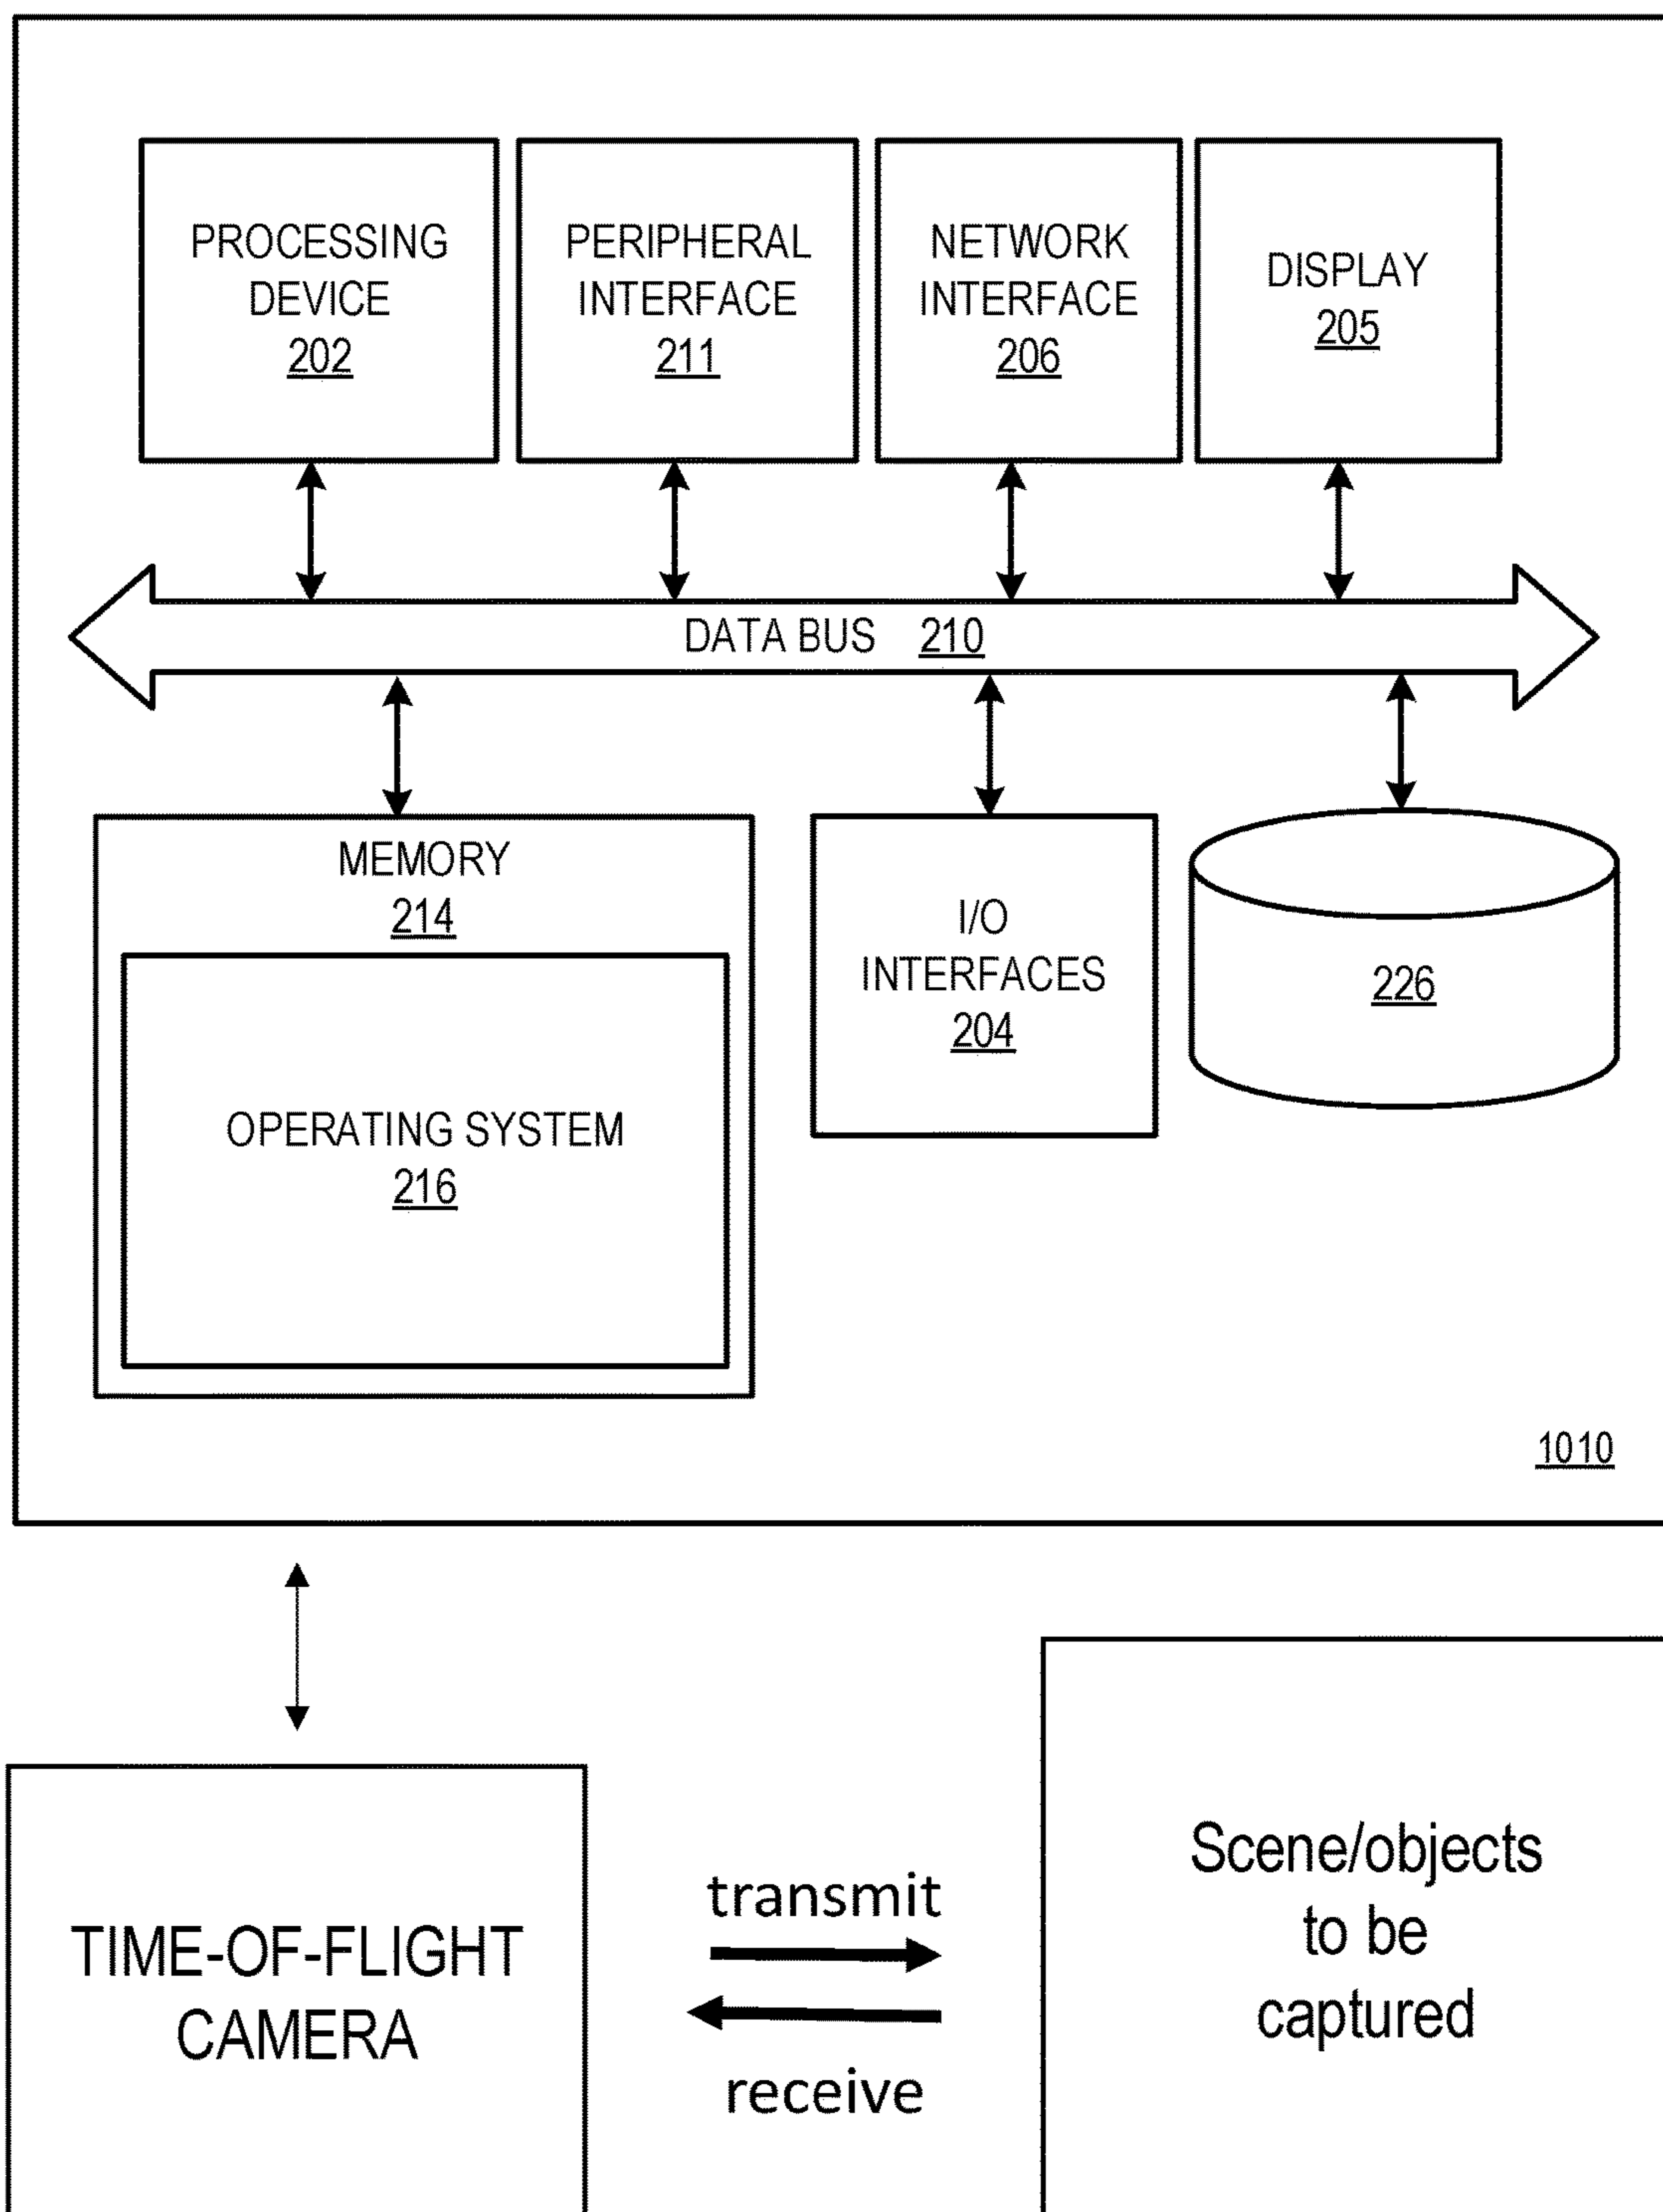 PROCESSING
DEVICE
202
PERIPHERAL
INTERFACE
211
NETWORK
INTERFACE
206
DISPLAY
205
DATA BUS 210
MEMORY
214
OPERATING SYSTEM
216
I/O
INTERFACES
204
226
1010
TIME-OF-FLIGHT
CAMERA
transmit
receive
Scene/objects
to be
captured